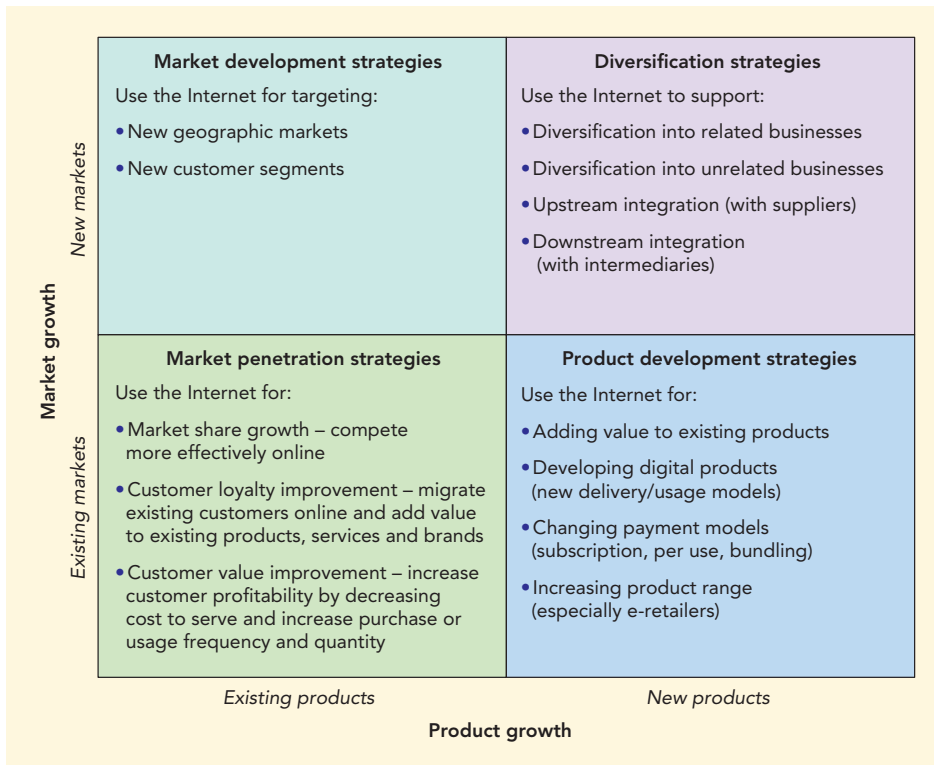 Market development strategies
Use the Internet for targeting:
•New geographic markets
•New customer segments
Diversification strategies
Use the Internet to support:
•Diversification into related businesses
•Diversification into unrelated businesses
•Upstream integration (with suppliers)
•Downstream integration
(with intermediaries)
New markets
Market growth
Existing markets
Market penetration strategies
Use the Internet for:
•Market share growth – compete
more effectively online
•Customer loyalty improvement – migrate
existing customers online and add value
to existing products, services and brands
•Customer value improvement – increase
customer profitability by decreasing
cost to serve and increase purchase or
usage frequency and quantity
Product development strategies
Use the Internet for:
•Adding value to existing products
•Developing digital products
(new delivery/usage models)
•Changing payment models
(subscription, per use, bundling)
•Increasing product range
(especially e-retailers)
Existing products
New products
Product growth